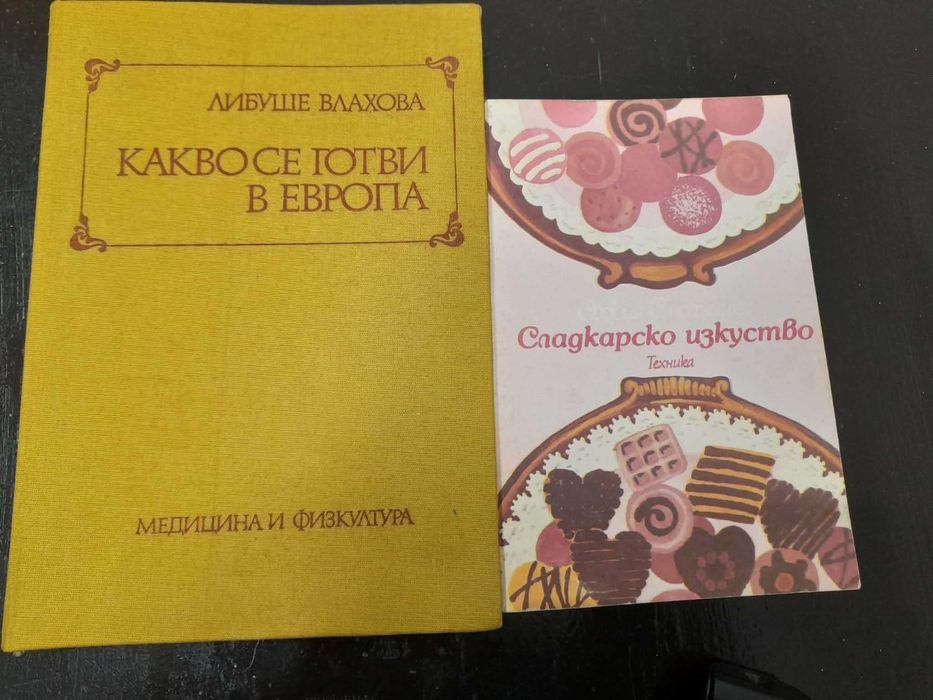 ЛИБУШЕ ВЛАХОВА
КАКВО СЕ ГОТВИ
В ЕВРОПА
МЕДИЦИНА И ФИЗКУЛТУРА
Сладкарско изкуство
Техника